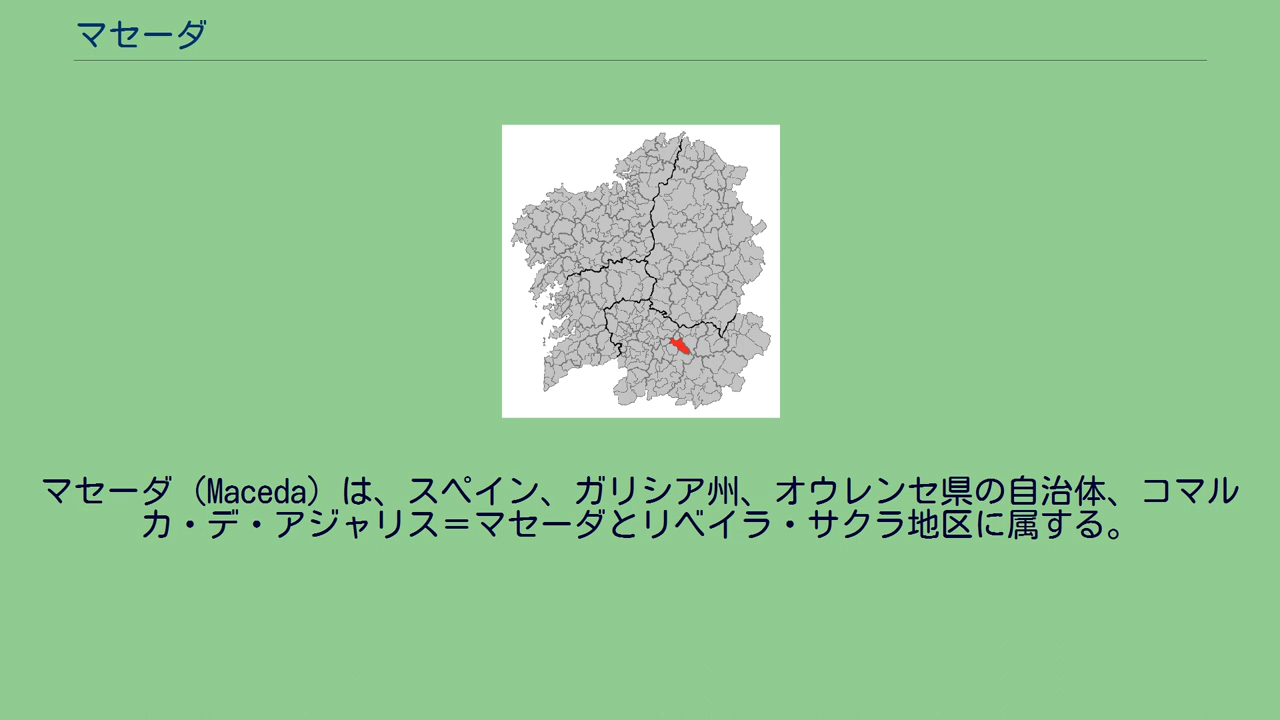 マセーダ
マセーダ（Maceda）は、スペイン、ガリシア州、オウレンセ県の自治体、コマル
カ・デ・アジャリス＝マセーダとリベイラ・サクラ地区に属する。